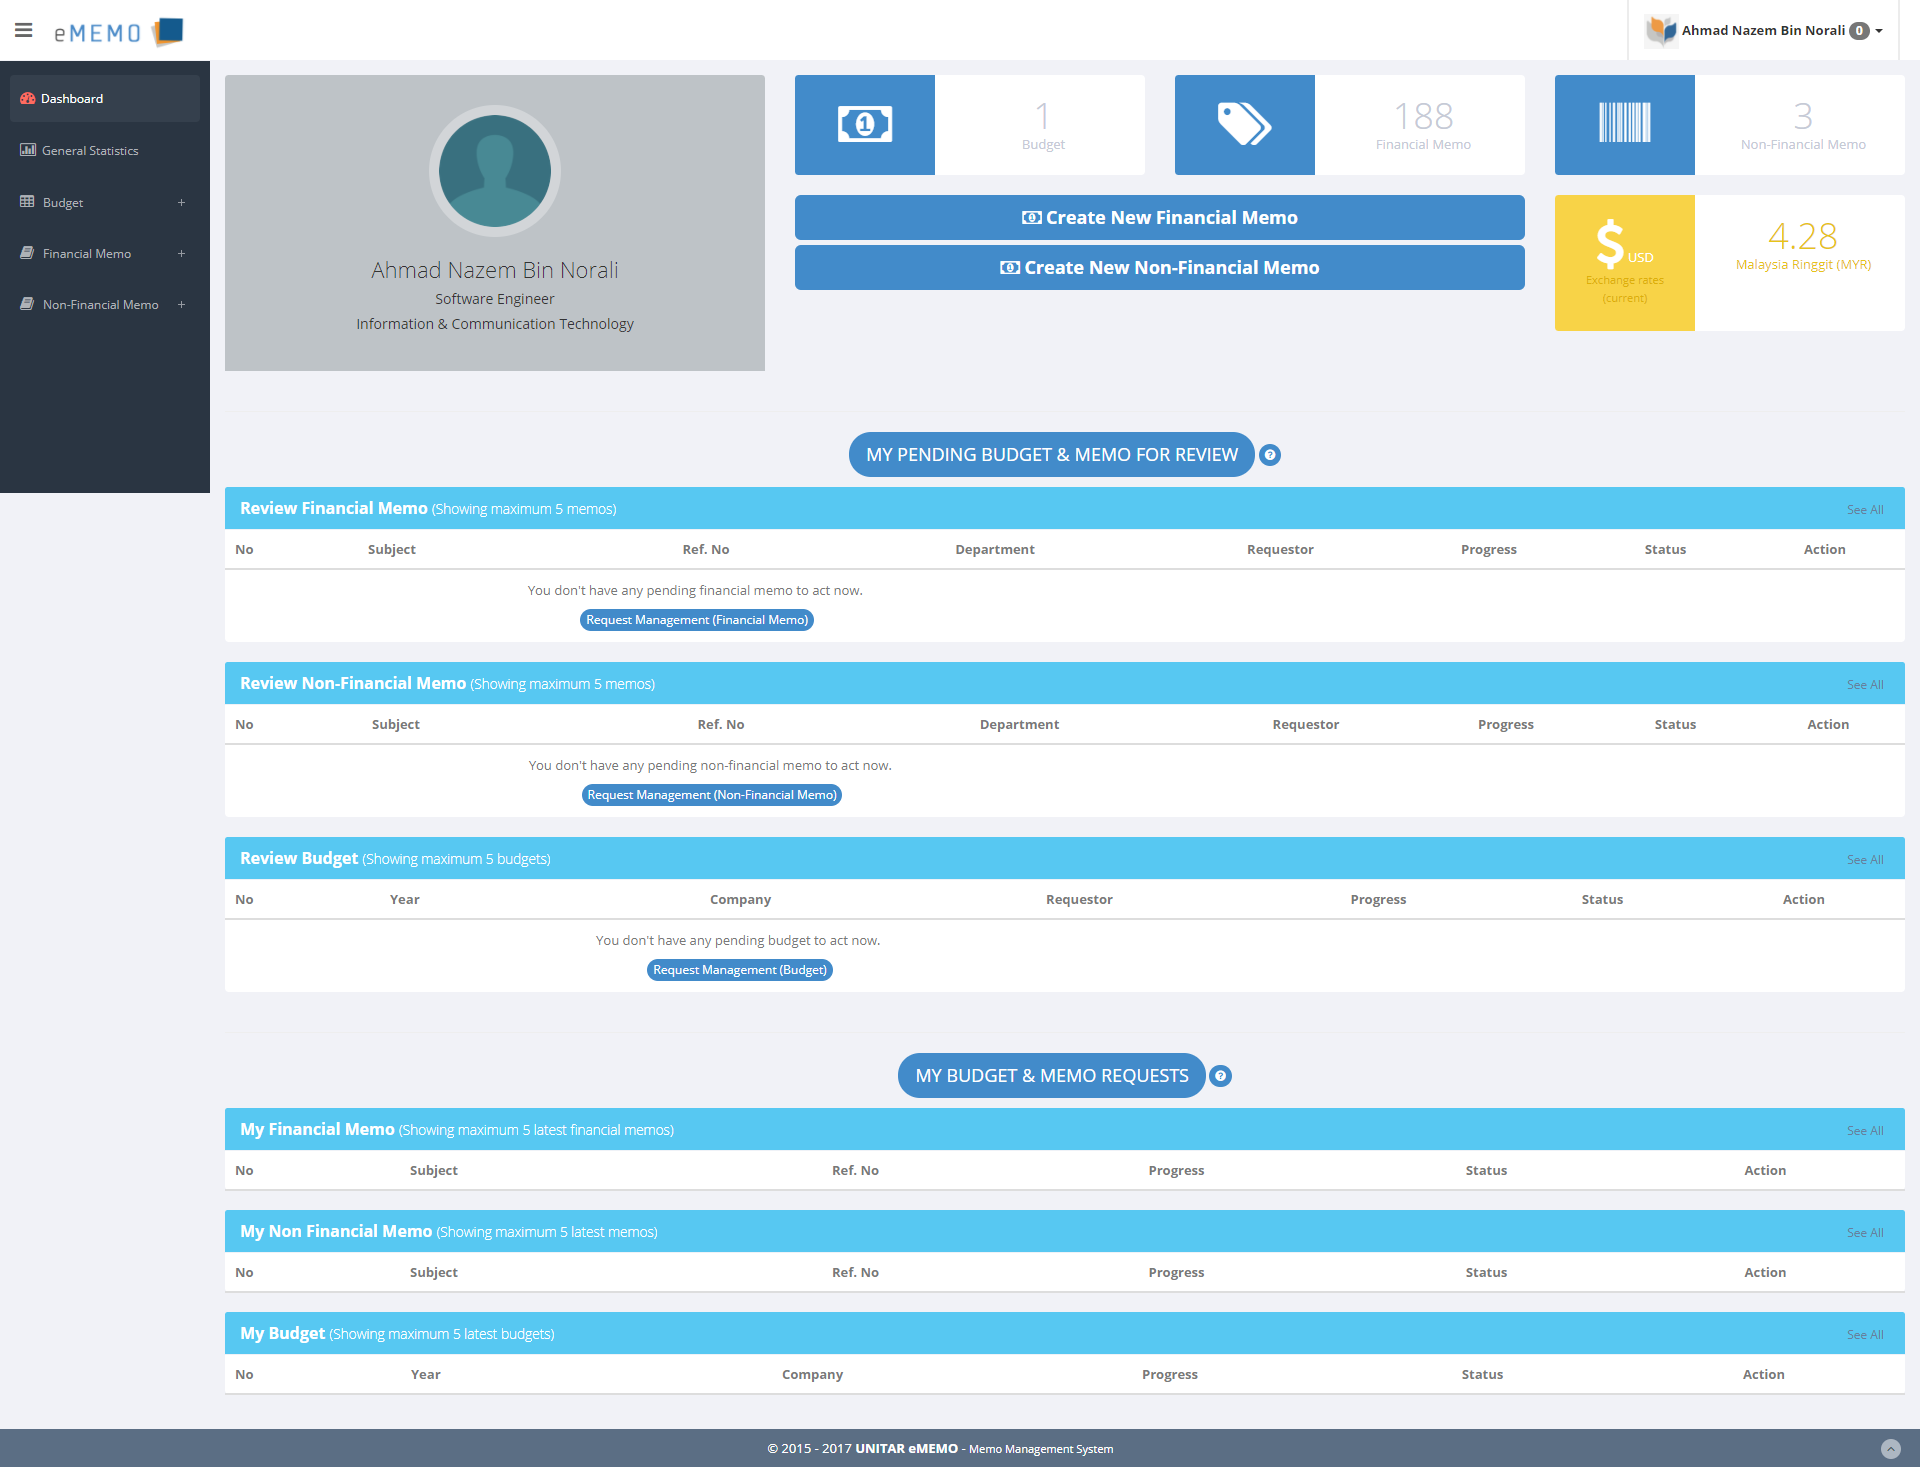 eMEMO
Ahmad Nazem Bin Norali 0
Dashboard
General Statistics
Budget +
Financial Memo +
Non-Financial Memo +
Ahmad Nazem Bin Norali
Software Engineer
Information & Communication Technology
1
1
Budget
188
Financial Memo
3
Non-Financial Memo
Create New Financial Memo
Create New Non-Financial Memo
$ USD
Exchange rates
(current)
4.28
Malaysia Ringgit (MYR)
MY PENDING BUDGET & MEMO FOR REVIEW ?
Review Financial Memo (Showing maximum 5 memos) See All
No Subject Ref. No Department Requestor Progress Status Action
You don't have any pending financial memo to act now.
Request Management (Financial Memo)
Review Non-Financial Memo (Showing maximum 5 memos) See All
No Subject Ref. No Department Requestor Progress Status Action
You don't have any pending non-financial memo to act now.
Request Management (Non-Financial Memo)
Review Budget (Showing maximum 5 budgets) See All
No Year Company Requestor Progress Status Action
You don't have any pending budget to act now.
Request Management (Budget)
MY BUDGET & MEMO REQUESTS ?
My Financial Memo (Showing maximum 5 latest financial memos) See All
No Subject Ref. No Progress Status Action
My Non Financial Memo (Showing maximum 5 latest memos) See All
No Subject Ref. No Progress Status Action
My Budget (Showing maximum 5 latest budgets) See All
No Year Company Progress Status Action
© 2015 - 2017 UNITAR eMEMO - Memo Management System